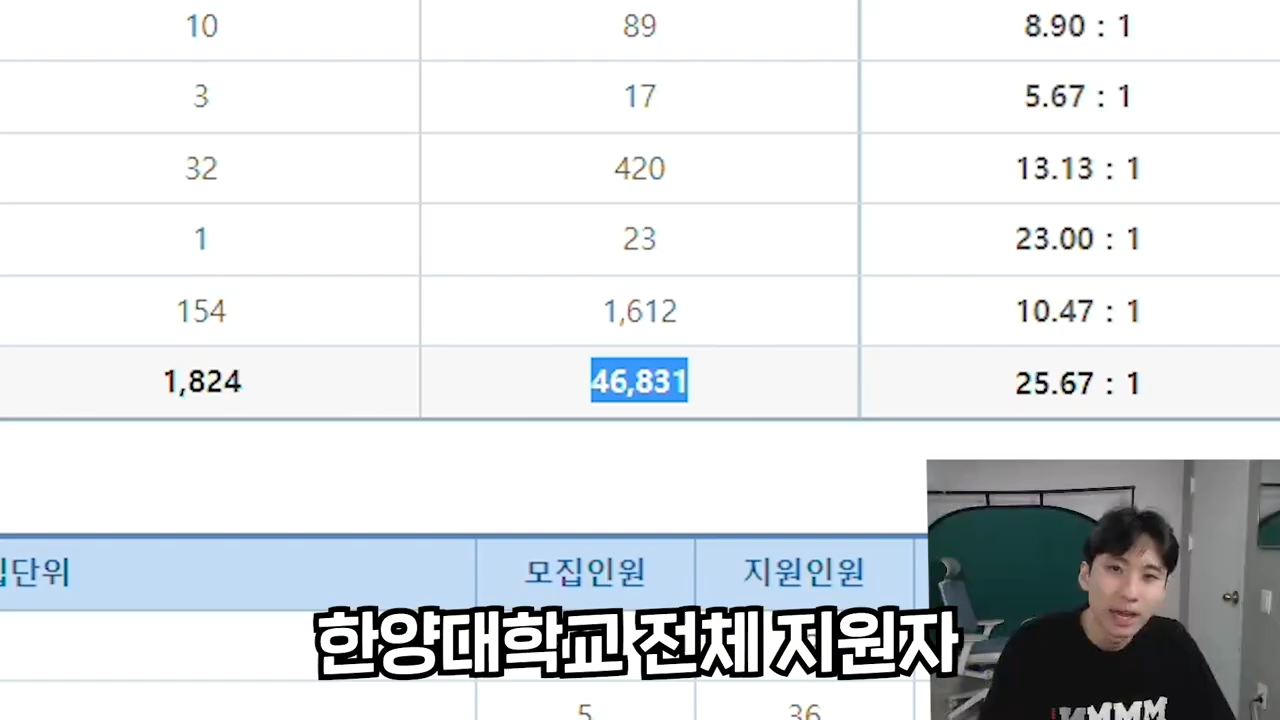 10 89 8.90 : 1
3 17 5.67 : 1
32 420 13.13 : 1
1 23 23.00 : 1
154 1,612 10.47 : 1
1,824 46,831 25.67 : 1
집단위 모집인원 지원인원
한양대학교 전체 지원자
5 36